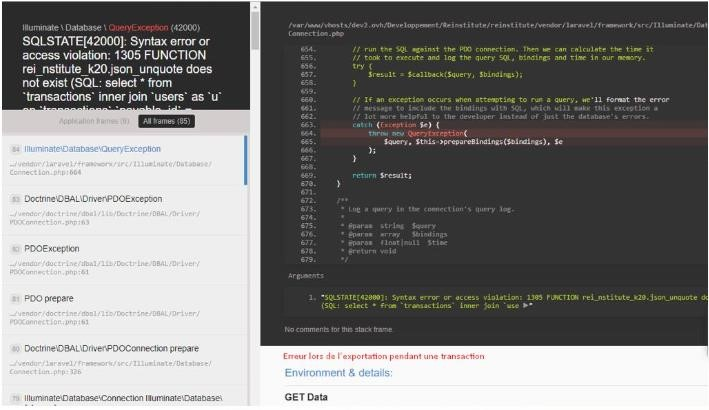 Illuminate \ Database \ QueryException (42000)
SQLSTATE[42000]: Syntax error or
access violation: 1305 FUNCTION
rei_nstitute_k20.json_unquote does
not exist (SQL: select * from
`transactions` inner join `users` as `u`
on `transactions`.`payable_id` =
Application frames (9) All frames (85)
84 Illuminate\Database\QueryException
…/vendor/laravel/framework/src/Illuminate/Database/
Connection.php:664
83 Doctrine\DBAL\Driver\PDOException
…/vendor/doctrine/dbal/lib/Doctrine/DBAL/Driver/
PDOConnection.php:63
82 PDOException
…/vendor/doctrine/dbal/lib/Doctrine/DBAL/Driver/
PDOConnection.php:61
81 PDO prepare
…/vendor/doctrine/dbal/lib/Doctrine/DBAL/Driver/
PDOConnection.php:61
80 Doctrine\DBAL\Driver\PDOConnection prepare
…/vendor/laravel/framework/src/Illuminate/Database/
Connection.php:326
79 Illuminate\Database\Connection Illuminate\Database\
/var/www/vhosts/dev2.ovh/Developpement/Reinstitute/reinstitute/vendor/laravel/framework/src/Illuminate/Dat
Connection.php
654. // run the SQL against the PDO connection. Then we can calculate the time it
655. // took to execute and log the query SQL, bindings and time in our memory.
656. try {
657. $result = $callback($query, $bindings);
658. }
659.
660. // If an exception occurs when attempting to run a query, we'll format the error
661. // message to include the bindings with SQL, which will make this exception a
662. // lot more helpful to the developer instead of just the database's errors.
663. catch (Exception $e) {
664. throw new QueryException(
665. $query, $this->prepareBindings($bindings), $e
666. );
667. }
668.
669. return $result;
670. }
671.
672. /**
673. * Log a query in the connection's query log.
674. *
675. * @param string $query
676. * @param array $bindings
677. * @param float|null $time
678. * @return void
679. */
Arguments
1. "SQLSTATE[42000]: Syntax error or access violation: 1305 FUNCTION rei_nstitute_k20.json_unquote do
(SQL: select * from `transactions` inner join `use ▶"
No comments for this stack frame.
Erreur lors de l'exportation pendant une transaction
Environment & details:
GET Data